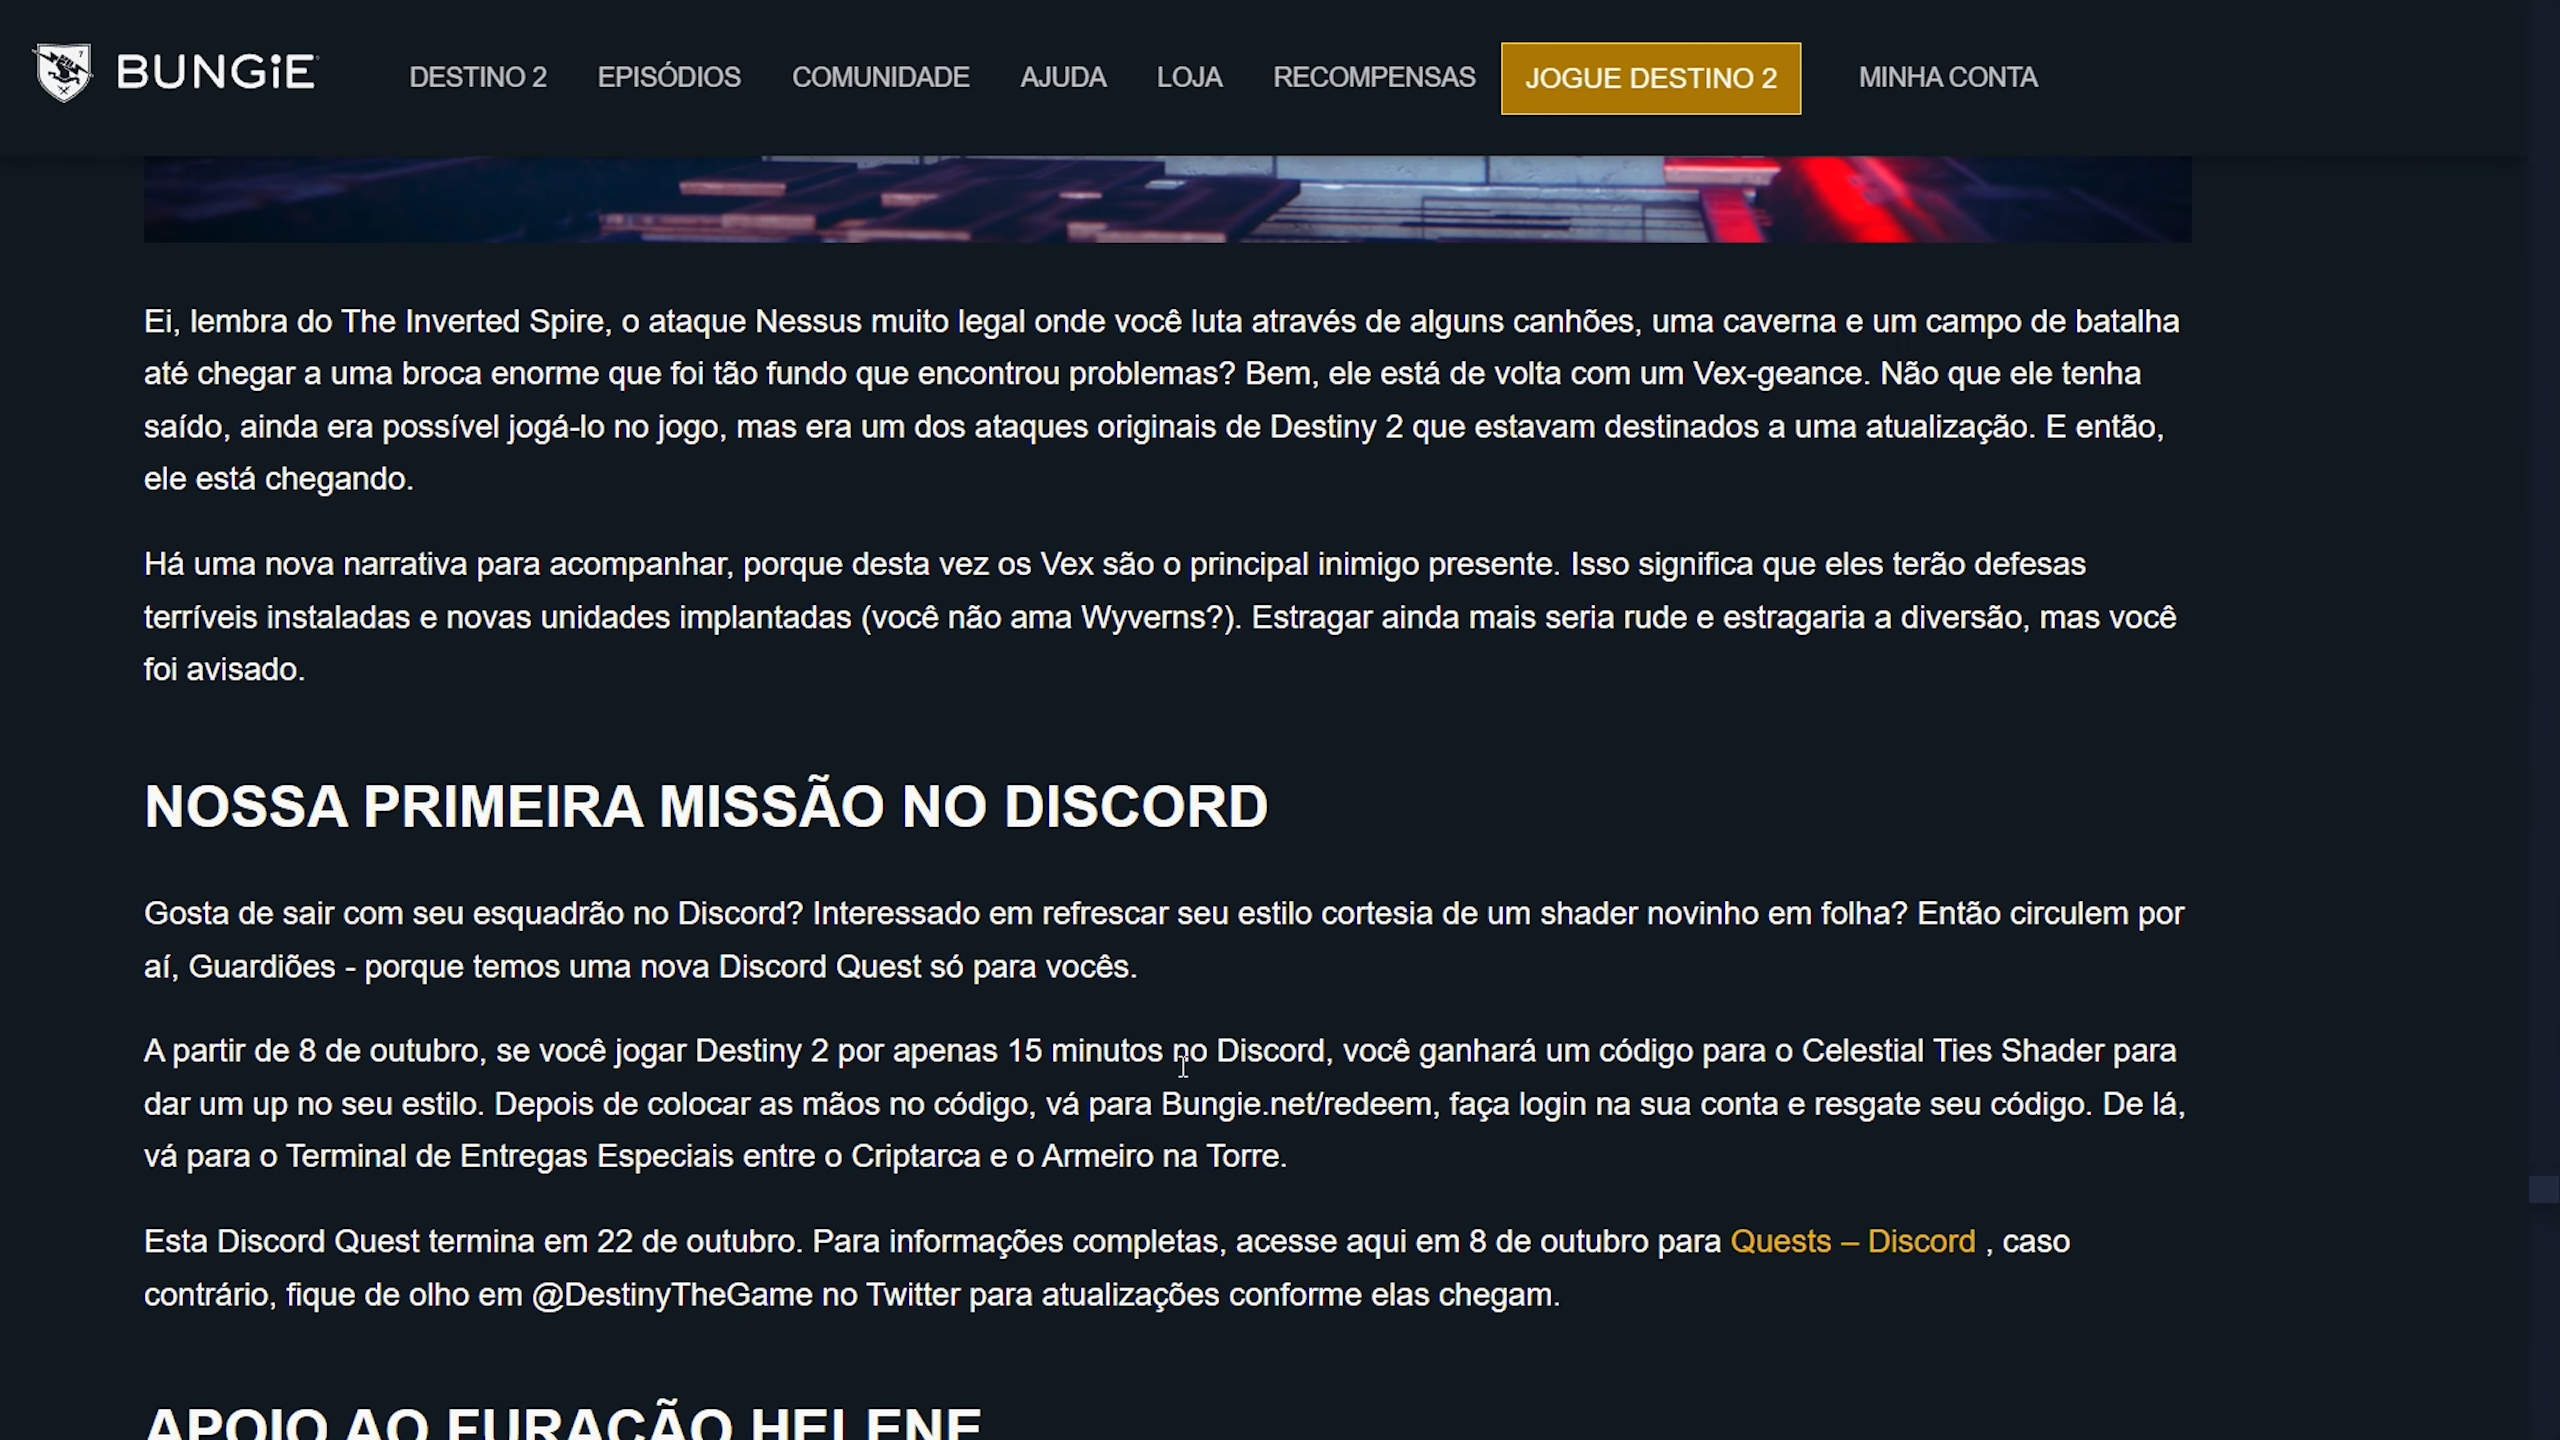 BUNGiE
DESTINO 2 EPISÓDIOS COMUNIDADE AJUDA LOJA RECOMPENSAS JOGUE DESTINO 2 MINHA CONTA
Ei, lembra do The Inverted Spire, o ataque Nessus muito legal onde você luta através de alguns canhões, uma caverna e um campo de batalha
até chegar a uma broca enorme que foi tão fundo que encontrou problemas? Bem, ele está de volta com um Vex-geance. Não que ele tenha
saído, ainda era possível jogá-lo no jogo, mas era um dos ataques originais de Destiny 2 que estavam destinados a uma atualização. E então,
ele está chegando.
Há uma nova narrativa para acompanhar, porque desta vez os Vex são o principal inimigo presente. Isso significa que eles terão defesas
terríveis instaladas e novas unidades implantadas (você não ama Wyverns?). Estragar ainda mais seria rude e estragaria a diversão, mas você
foi avisado.
NOSSA PRIMEIRA MISSÃO NO DISCORD
Gosta de sair com seu esquadrão no Discord? Interessado em refrescar seu estilo cortesia de um shader novinho em folha? Então circulem por
aí, Guardiões - porque temos uma nova Discord Quest só para vocês.
A partir de 8 de outubro, se você jogar Destiny 2 por apenas 15 minutos no Discord, você ganhará um código para o Celestial Ties Shader para
dar um up no seu estilo. Depois de colocar as mãos no código, vá para Bungie.net/redeem, faça login na sua conta e resgate seu código. De lá,
vá para o Terminal de Entregas Especiais entre o Criptarca e o Armeiro na Torre.
Esta Discord Quest termina em 22 de outubro. Para informações completas, acesse aqui em 8 de outubro para Quests – Discord , caso
contrário, fique de olho em @DestinyTheGame no Twitter para atualizações conforme elas chegam.
APOIO AO FURACÃO HELENE